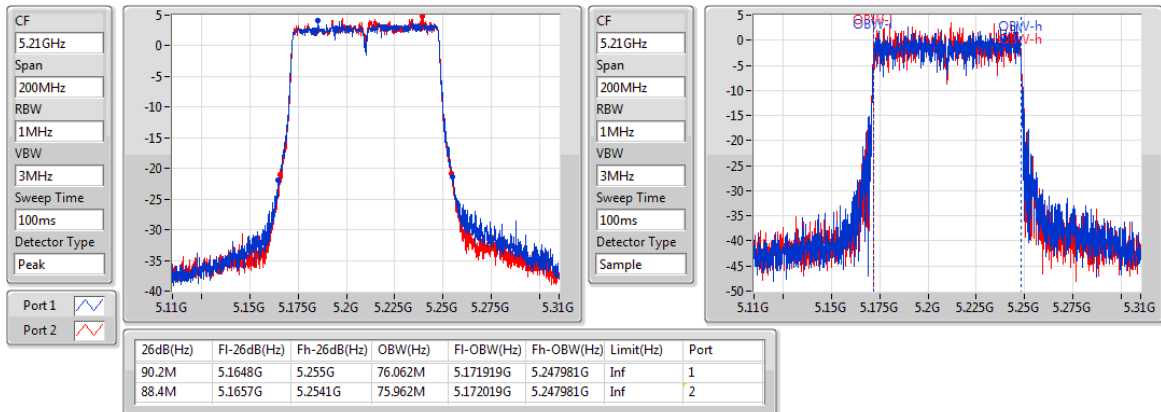 CF
5.21GHz
Span
200MHz
RBW
1MHz
VBW
3MHz
Sweep Time
100ms
Detector Type
Peak
Port 1
Port 2
5
0
-5
-10
-15
-20
-25
-30
-35
-40
5.11G 5.15G 5.175G 5.2G 5.225G 5.25G 5.275G 5.31G
CF
5.21GHz
Span
200MHz
RBW
1MHz
VBW
3MHz
Sweep Time
100ms
Detector Type
Sample
5
0
-5
-10
-15
-20
-25
-30
-35
-40
-45
-50
OBW-l
OBW-l
OBW-h
OBW-h
5.11G 5.15G 5.175G 5.2G 5.225G 5.25G 5.275G 5.31G
26dB(Hz) Fl-26dB(Hz) Fh-26dB(Hz) OBW(Hz) Fl-OBW(Hz) Fh-OBW(Hz) Limit(Hz) Port
90.2M 5.1648G 5.255G 76.062M 5.171919G 5.247981G Inf 1
88.4M 5.1657G 5.2541G 75.962M 5.172019G 5.247981G Inf 2